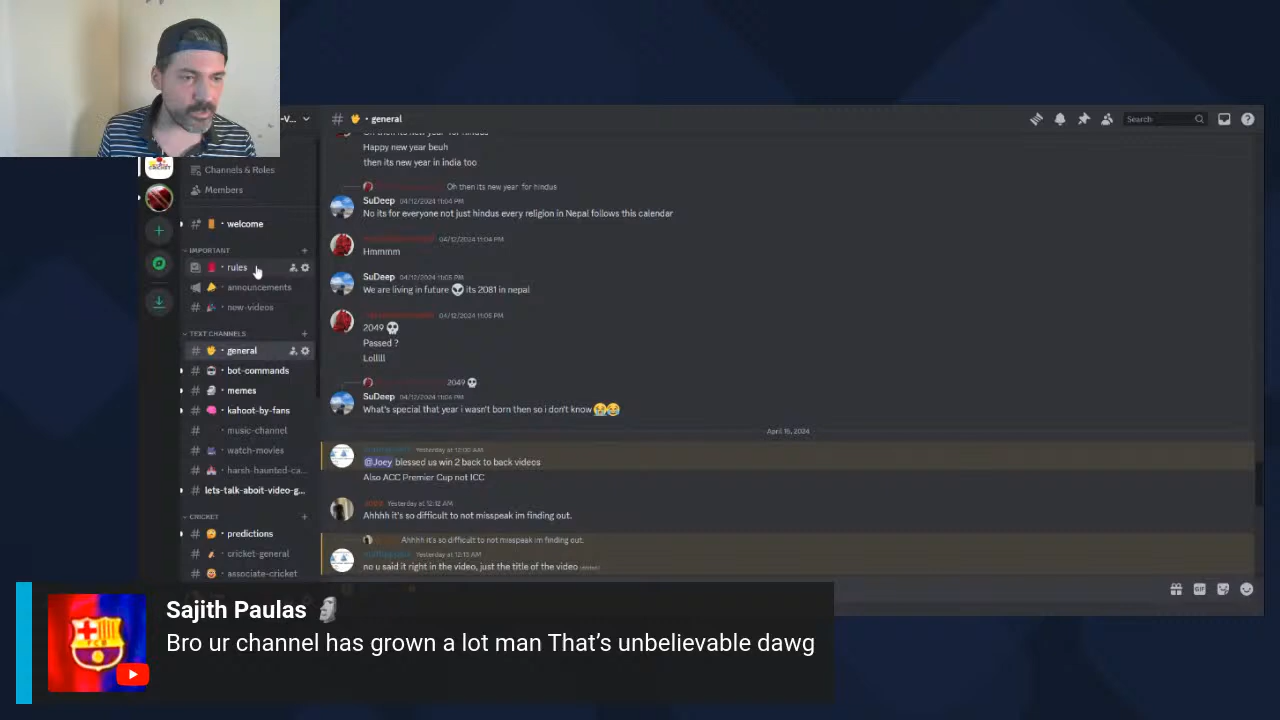 general
Search
Happy new year beuh
then its new year in india too
Oh then its new year for hindus
SuDeep 04/12/2024 11:04 PM
No its for everyone not just hindus every religion in Nepal follows this calendar
04/12/2024 11:04 PM
Hmmmm
SuDeep 04/12/2024 11:05 PM
We are living in future 👽 its 2081 in nepal
04/12/2024 11:05 PM
2049 💀
Passed ?
Lolllll
2049 💀
SuDeep 04/12/2024 11:06 PM
What's special that year i wasn't born then so i don't know 😭😂
April 15, 2024
Yesterday at 12:00 AM
@Joey blessed us win 2 back to back videos
Also ACC Premier Cup not ICC
Yesterday at 12:12 AM
Ahhhh it's so difficult to not misspeak im finding out.
Ahhhh it's so difficult to not misspeak im finding out.
Yesterday at 12:13 AM
no u said it right in the video, just the title of the video (edited)
Channels & Roles
Members
welcome
IMPORTANT
rules
announcements
new-videos
TEXT CHANNELS
general
bot-commands
memes
kahoot-by-fans
music-channel
watch-movies
harsh-haunted-ca...
lets-talk-aboit-video-g...
CRICKET
predictions
cricket-general
associate-cricket
Sajith Paulas 🗿
Bro ur channel has grown a lot man That's unbelievable dawg